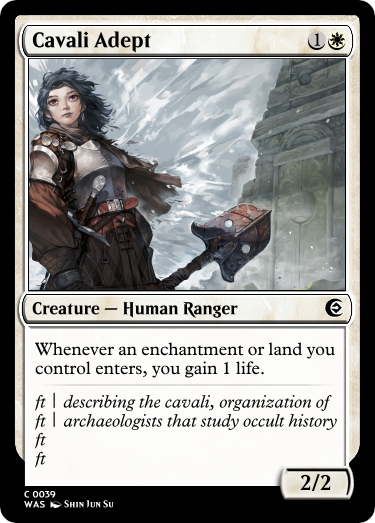 Cavali Adept 1
Creature — Human Ranger
Whenever an enchantment or land you
control enters, you gain 1 life.
ft | describing the cavali, organization of
ft | archaeologists that study occult history
ft
ft
2/2
C 0039
WAS Shin Jun Su